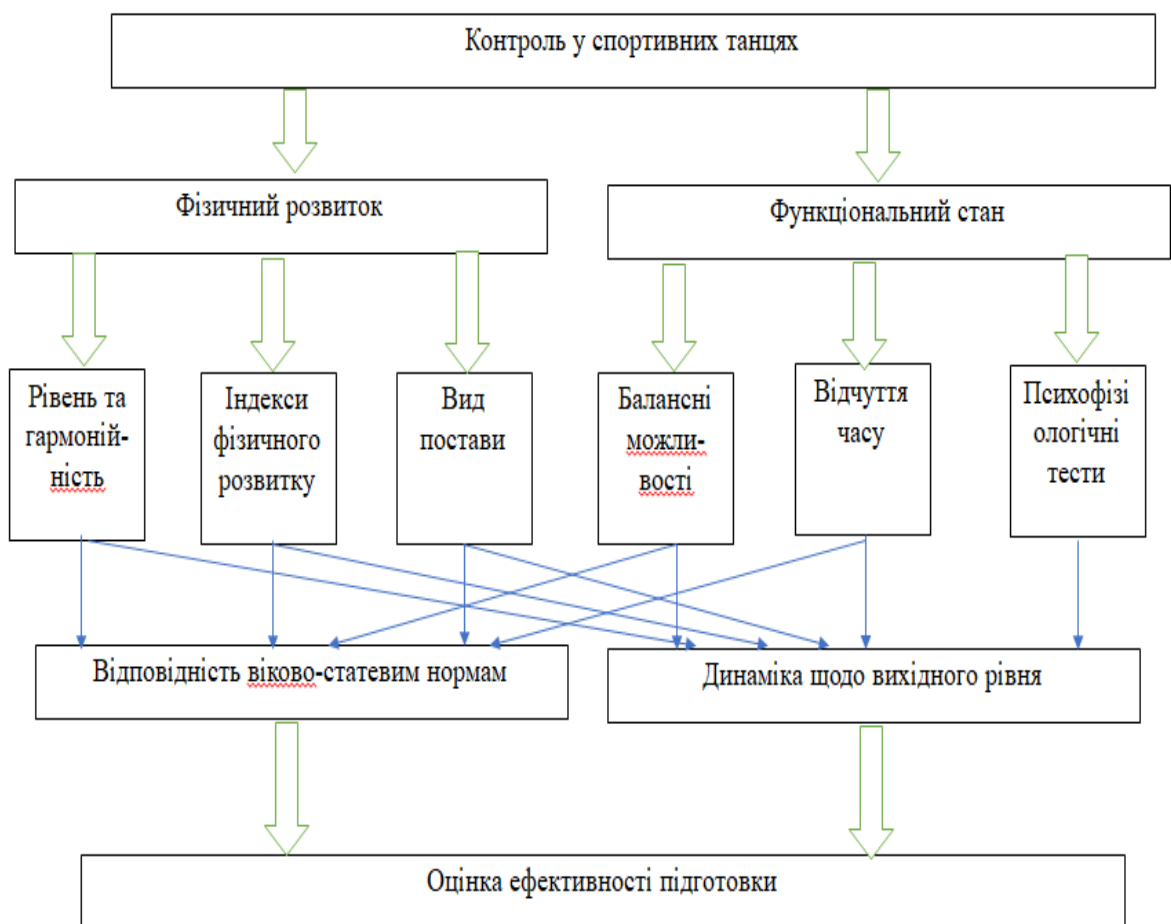 Контроль у спортивних танцях
Фізичний розвиток
Функціональний стан
Рівень та
гармоній-
ність
Індекси
фізичного
розвитку
Вид
постави
Балансні
можли-
вості
Відчуття
часу
Психофізі
ологічні
тести
Відповідність віково-статевим нормам
Динаміка щодо вихідного рівня
Оцінка ефективності підготовки